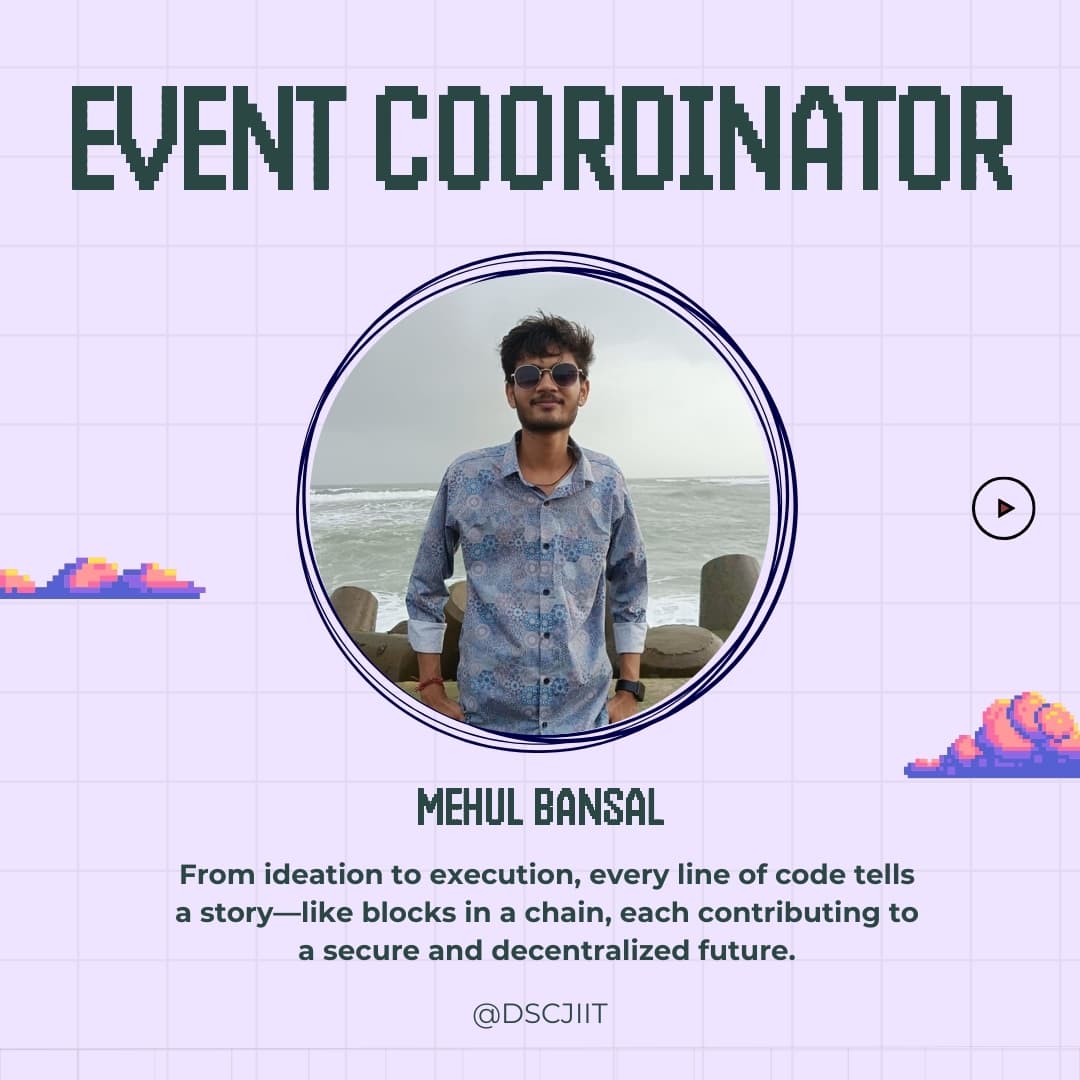 EVENT COORDINATOR
MEHUL BANSAL
From ideation to execution, every line of code tells
a story—like blocks in a chain, each contributing to
a secure and decentralized future.
@DSCJIIT